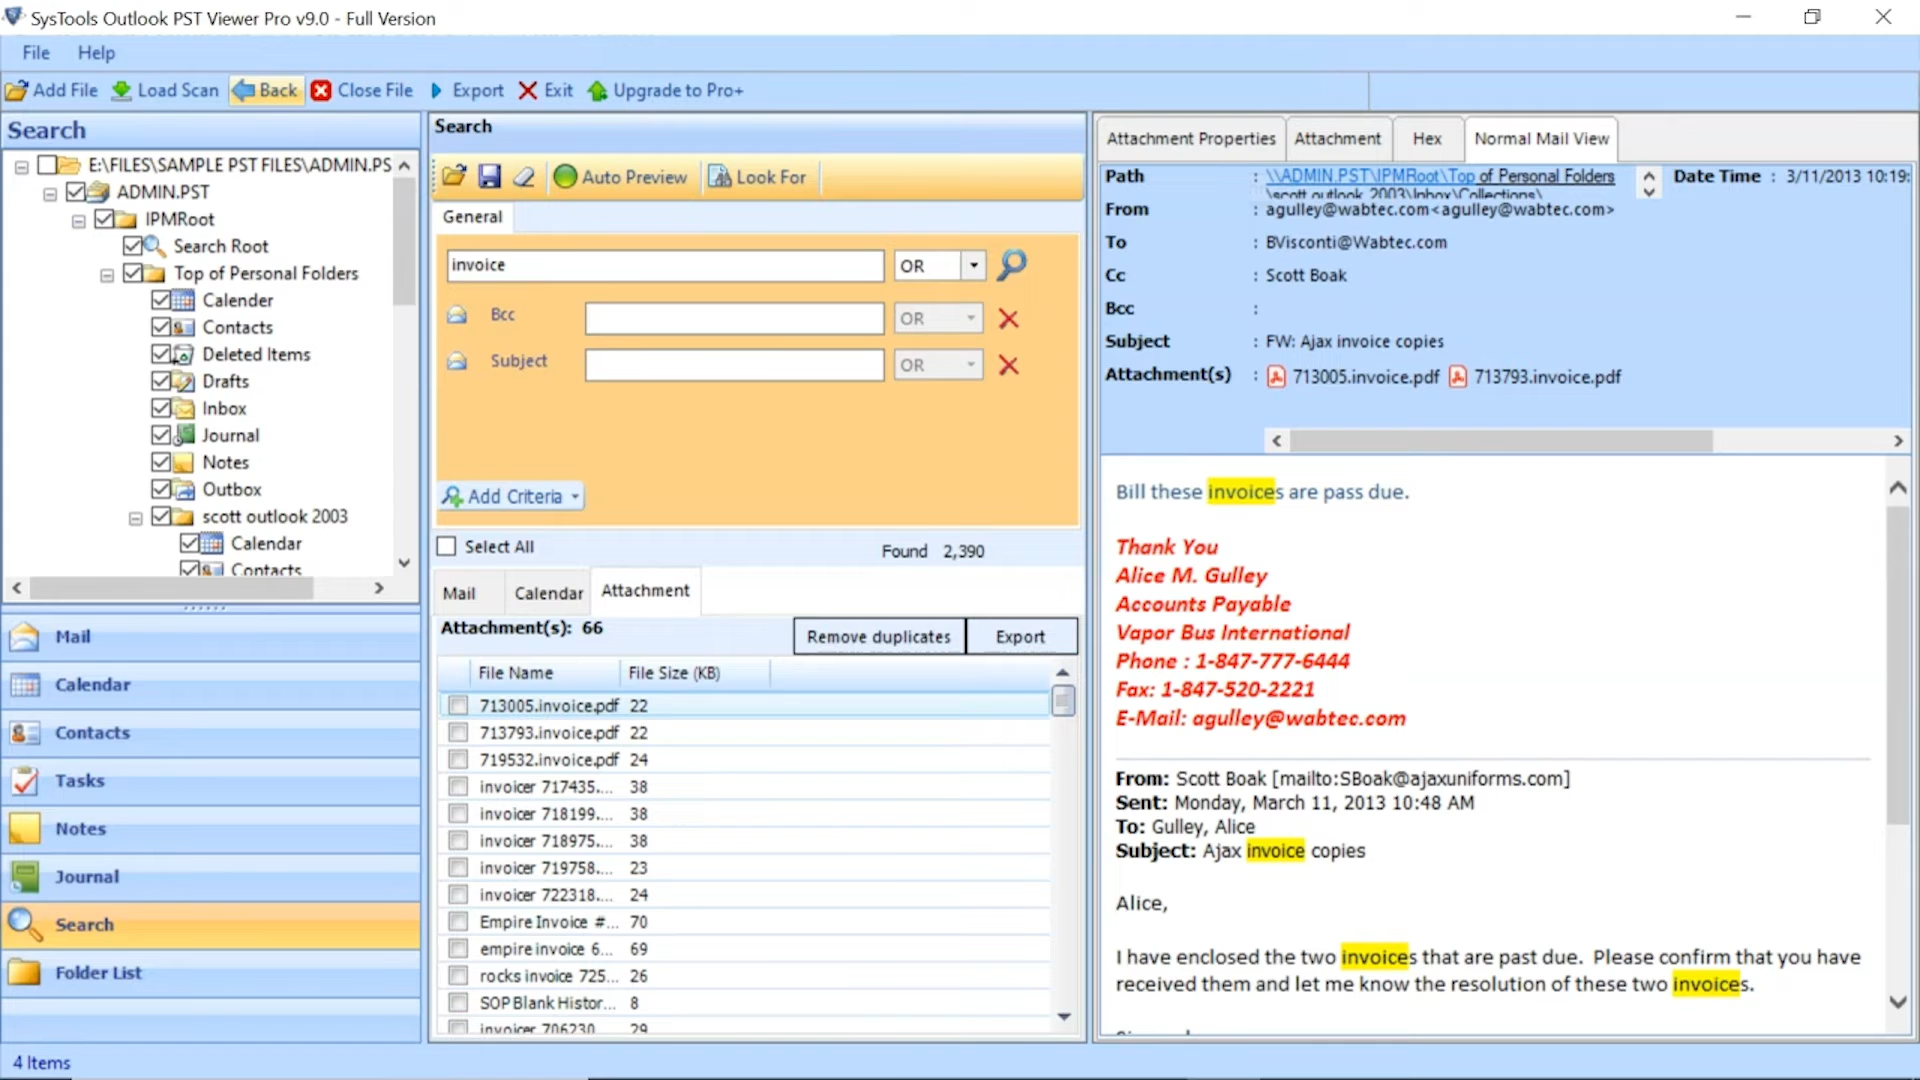 SysTools Outlook PST Viewer Pro v9.0 - Full Version
File Help
Add File Load Scan Back Close File Export Exit Upgrade to Pro+
Search
E:\FILES\SAMPLE PST FILES\ADMIN.PS
ADMIN.PST
IPMRoot
Search Root
Top of Personal Folders
Calender
Contacts
Deleted Items
Drafts
Inbox
Journal
Notes
Outbox
scott outlook 2003
Calendar
Contacts
Mail
Calendar
Contacts
Tasks
Notes
Journal
Search
Folder List
4 Items
Search
Auto Preview Look For
General
invoice OR
Bcc OR
Subject OR
Add Criteria
Select All Found 2,390
Mail Calendar Attachment
Attachment(s): 66 Remove duplicates Export
File Name File Size (KB)
713005.invoice.pdf 22
713793.invoice.pdf 22
719532.invoice.pdf 24
invoicer 717435.... 38
invoicer 718199.... 38
invoicer 718975.... 38
invoicer 719758.... 23
invoicer 722318.... 24
Empire Invoice #... 70
empire invoice 6... 69
rocks invoice 725... 26
SOP Blank Histor... 8
invoicer 706230 29
Attachment Properties Attachment Hex Normal Mail View
Path : \\ADMIN.PST\IPMRoot\Top of Personal Folders Date Time : 3/11/2013 10:19:
\scott outlook 2003\Inbox\Collections\
From : agulley@wabtec.com<agulley@wabtec.com>
To : BVisconti@Wabtec.com
Cc : Scott Boak
Bcc :
Subject : FW: Ajax invoice copies
Attachment(s) : 713005.invoice.pdf 713793.invoice.pdf
Bill these invoices are pass due.
Thank You
Alice M. Gulley
Accounts Payable
Vapor Bus International
Phone : 1-847-777-6444
Fax: 1-847-520-2221
E-Mail: agulley@wabtec.com
From: Scott Boak [mailto:SBoak@ajaxuniforms.com]
Sent: Monday, March 11, 2013 10:48 AM
To: Gulley, Alice
Subject: Ajax invoice copies
Alice,
I have enclosed the two invoices that are past due. Please confirm that you have
received them and let me know the resolution of these two invoices.